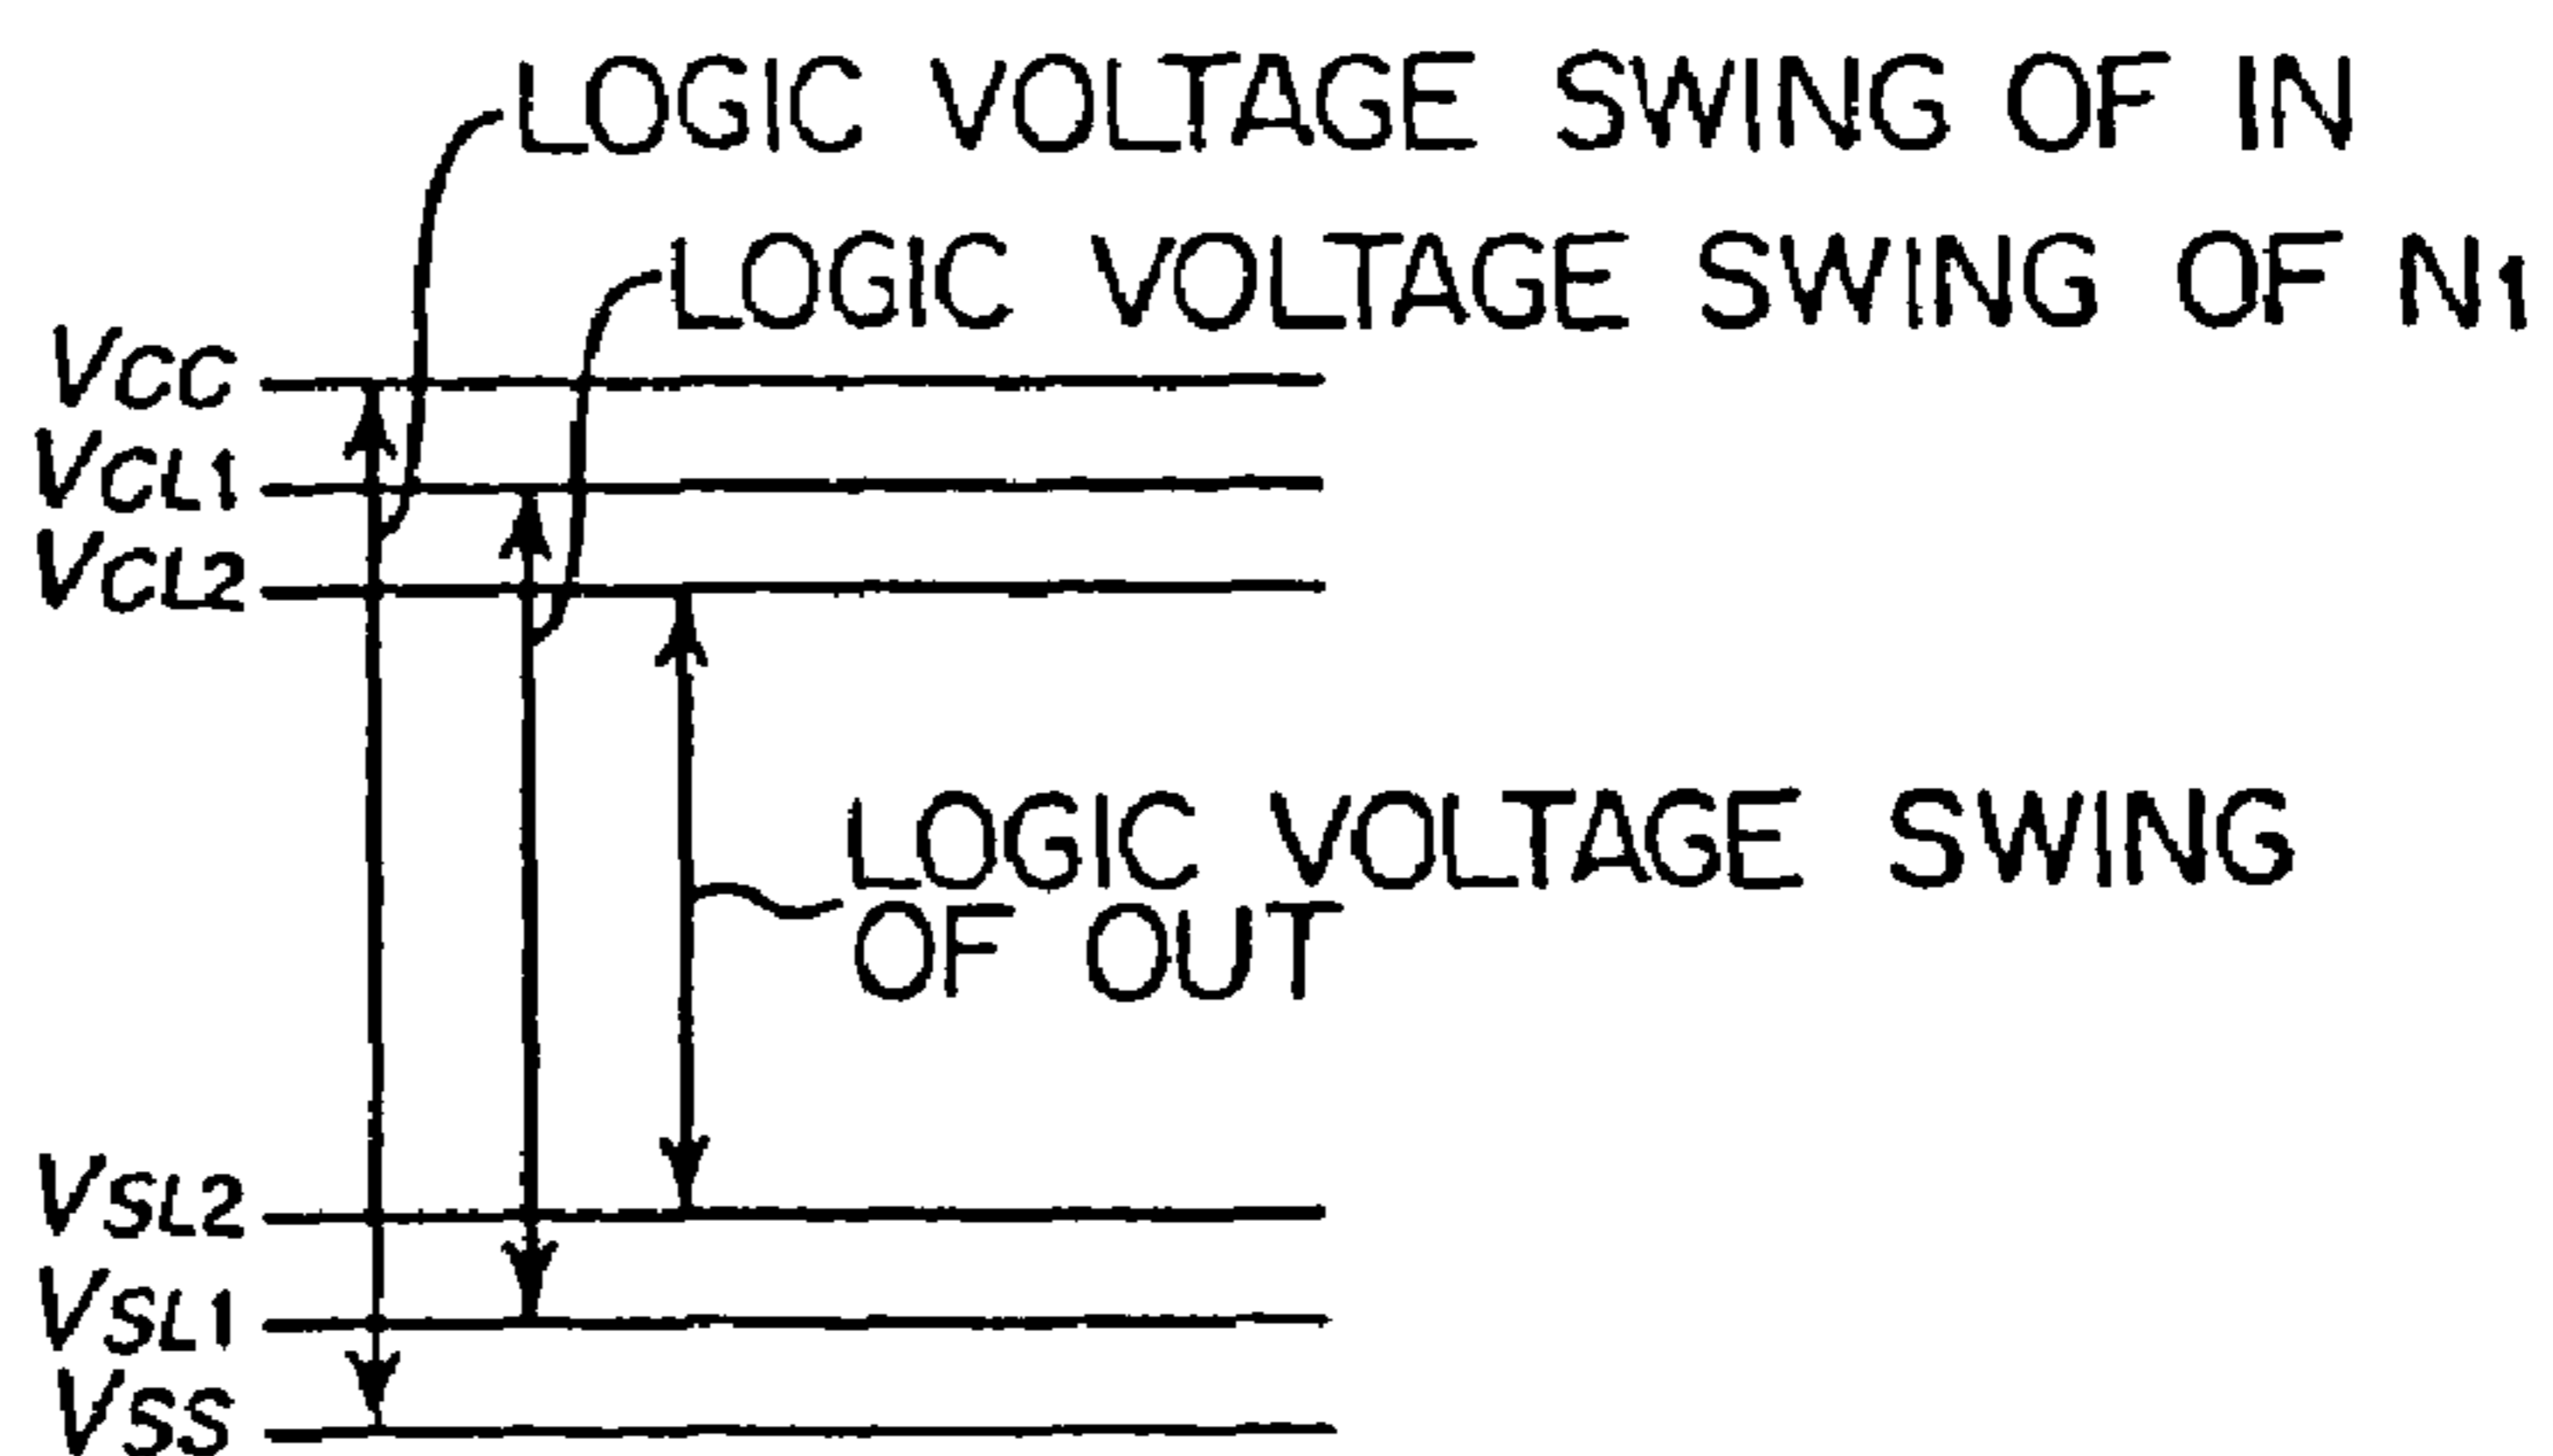 LOGIC VOLTAGE SWING OF IN
LOGIC VOLTAGE SWING OF N1
VCC
VCL1
VCL2
LOGIC VOLTAGE SWING
OF OUT
VSL2
VSL1
VSS